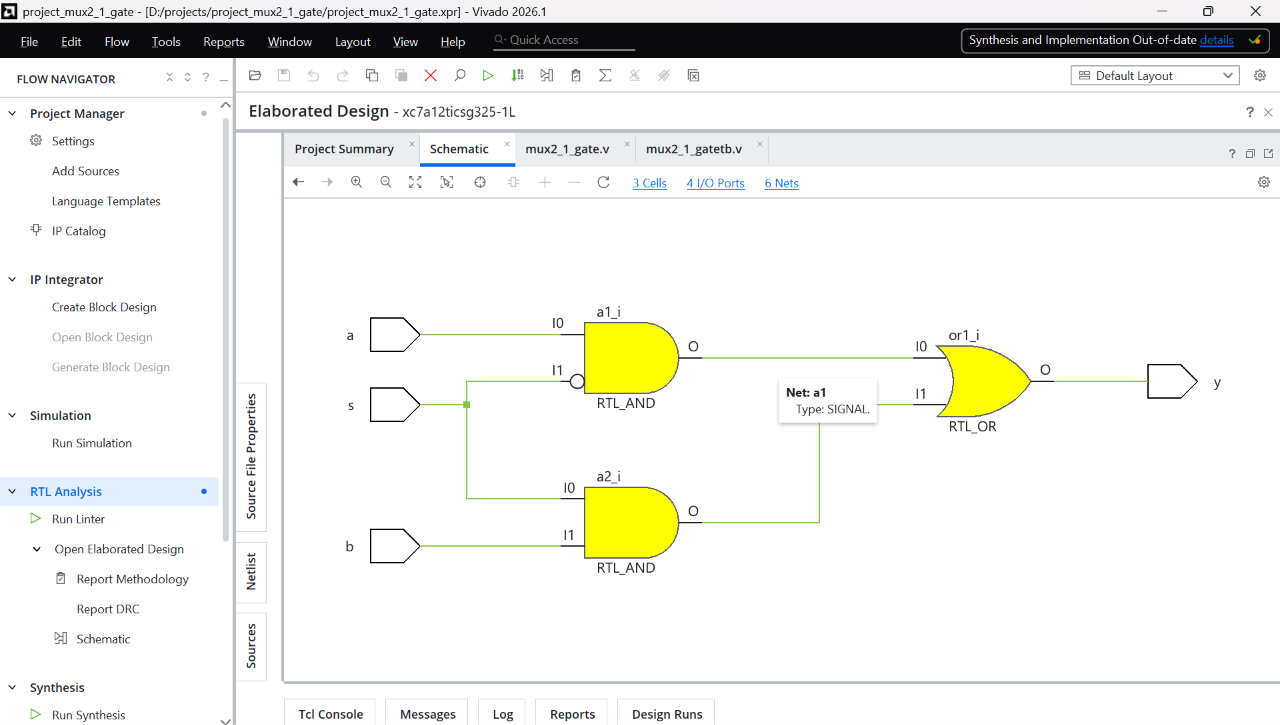 project_mux2_1_gate - [D:/projects/project_mux2_1_gate/project_mux2_1_gate.xpr] - Vivado 2026.1
File Edit Flow Tools Reports Window Layout View Help Quick Access
Synthesis and Implementation Out-of-date details
FLOW NAVIGATOR
Default Layout
Elaborated Design - xc7a12ticsg325-1L
Project Manager
Settings
Add Sources
Language Templates
IP Catalog
IP Integrator
Create Block Design
Open Block Design
Generate Block Design
Simulation
Run Simulation
RTL Analysis
Run Linter
Open Elaborated Design
Report Methodology
Report DRC
Schematic
Synthesis
Run Synthesis
Source File Properties
Netlist
Sources
Project Summary Schematic mux2_1_gate.v mux2_1_gatetb.v
3 Cells 4 I/O Ports 6 Nets
a1_i
I0
a
O
I1
RTL_AND
s
or1_i
I0
O
I1
y
RTL_OR
Net: a1
Type: SIGNAL.
a2_i
I0
O
I1
b
RTL_AND
Tcl Console Messages Log Reports Design Runs